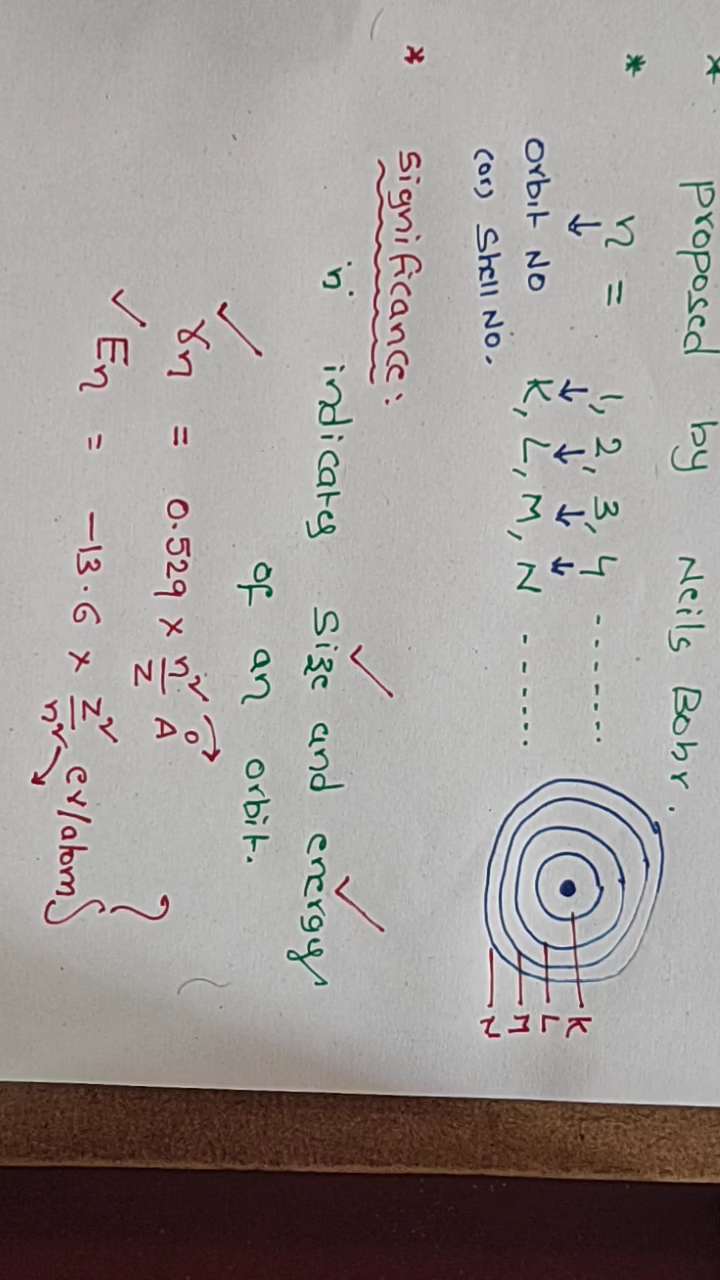 * Proposed by Neils Bohr.
* n = 1, 2, 3, 4 -------
↓ ↓ ↓ ↓ ↓
Orbit No K, L, M, N -------
(or) Shell No.
K
L
M
N
* Significance:
'n' indicates Size and energy
of an orbit.
✓ rn = 0.529 × n²/Z A°
✓ En = -13.6 × Z²/n² ev/atom